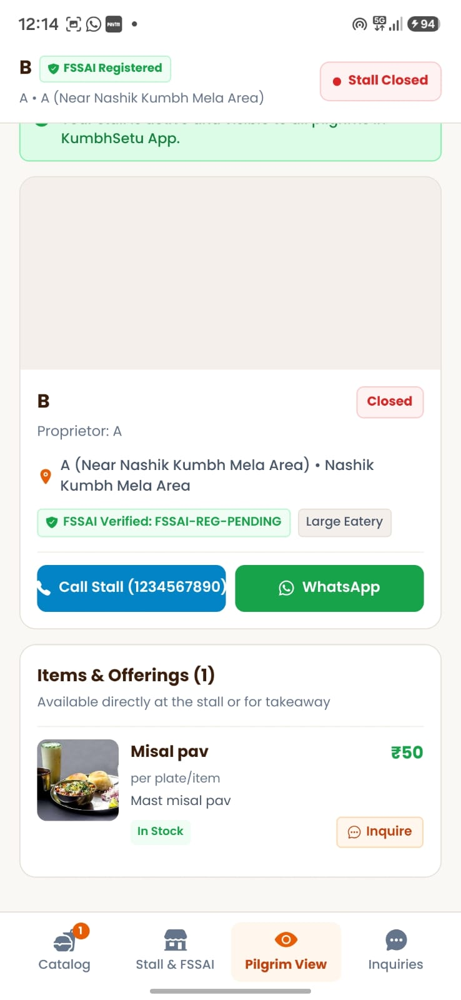 12:14
paytm
5G
94
B
FSSAI Registered
A • A (Near Nashik Kumbh Mela Area)
Stall Closed
KumbhSetu App.
B
Closed
Proprietor: A
A (Near Nashik Kumbh Mela Area) • Nashik
Kumbh Mela Area
FSSAI Verified: FSSAI-REG-PENDING
Large Eatery
Call Stall (1234567890)
WhatsApp
Items & Offerings (1)
Available directly at the stall or for takeaway
Misal pav
₹50
per plate/item
Mast misal pav
In Stock
Inquire
1
Catalog
Stall & FSSAI
Pilgrim View
Inquiries